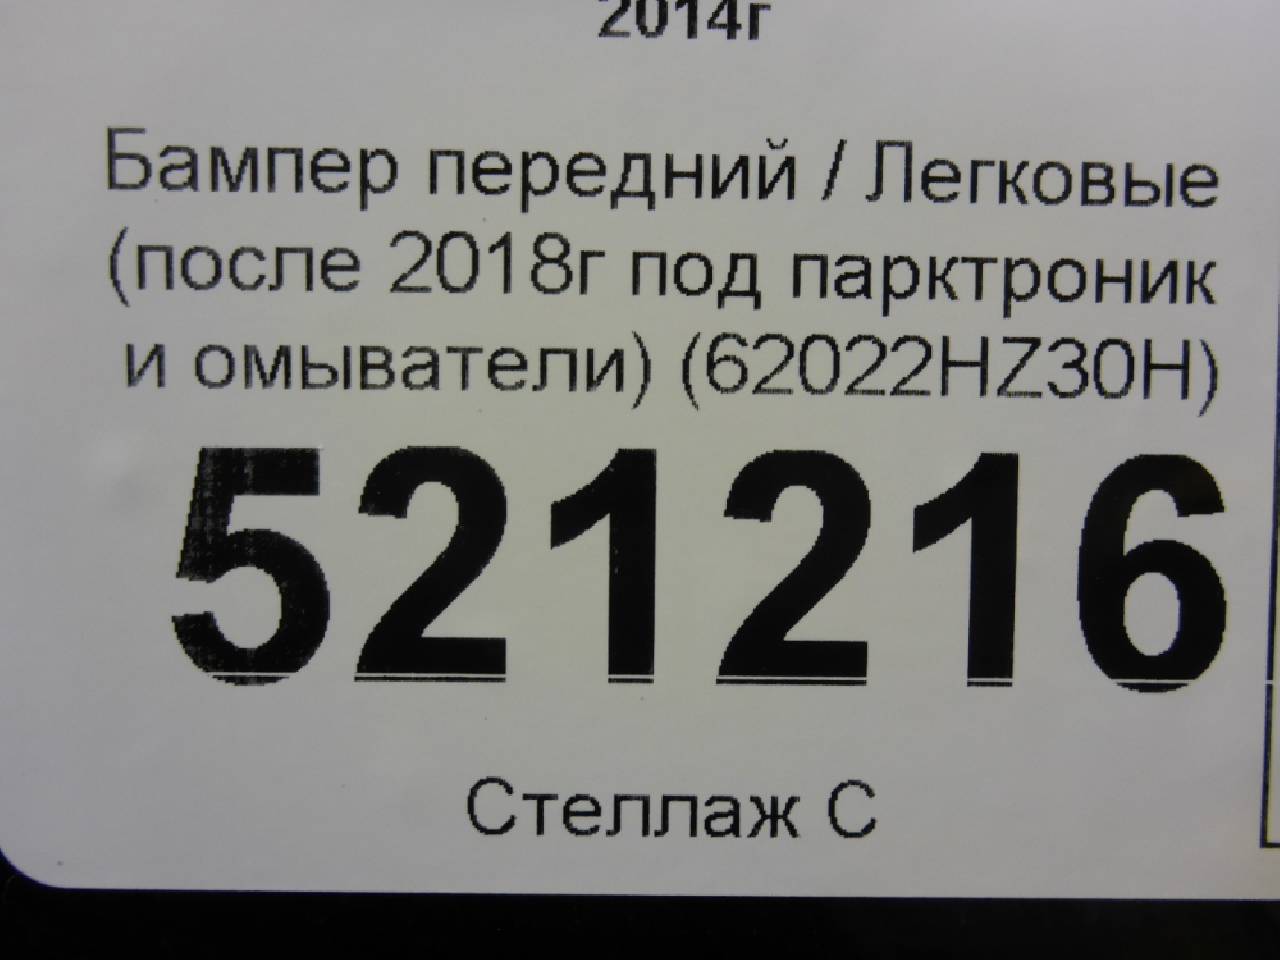 2014г
Бампер передний / Легковые
(после 2018г под парктроник
и омыватели) (62022HZ30H)
521216
Стеллаж С